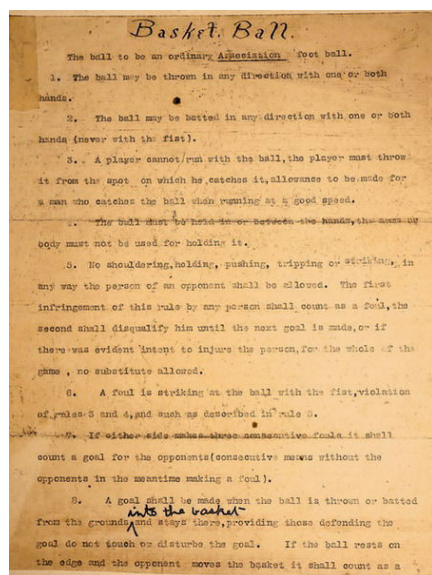 Basket Ball.
The ball to be an ordinary Association foot ball.
1. The ball may be thrown in any direction with one or both
hands.
2. The ball may be batted in any direction with one or both
hands (never with the fist).
3. A player cannot run with the ball, the player must throw
it from the spot on which he catches it, allowance to be made for
a man who catches the ball when running at a good speed.
4. The ball must be held in or between the hands, the arms or
body must not be used for holding it.
5. No shouldering, holding, pushing, tripping or striking, in
any way the person of an opponent shall be allowed. The first
infringement of this rule by any person shall count as a foul, the
second shall disqualify him until the next goal is made, or if
there was evident intent to injure the person, for the whole of the
game, no substitute allowed.
6. A foul is striking at the ball with the fist, violation
of rules 3 and 4, and such as described in rule 5.
7. If either side makes three consecutive fouls it shall
count a goal for the opponents (consecutive means without the
opponents in the meantime making a foul).
8. A goal shall be made when the ball is thrown or batted
into the basket
from the grounds and stays there, providing those defending the
goal do not touch or disturbe the goal. If the ball rests on
the edge and the opponent moves the basket it shall count as a